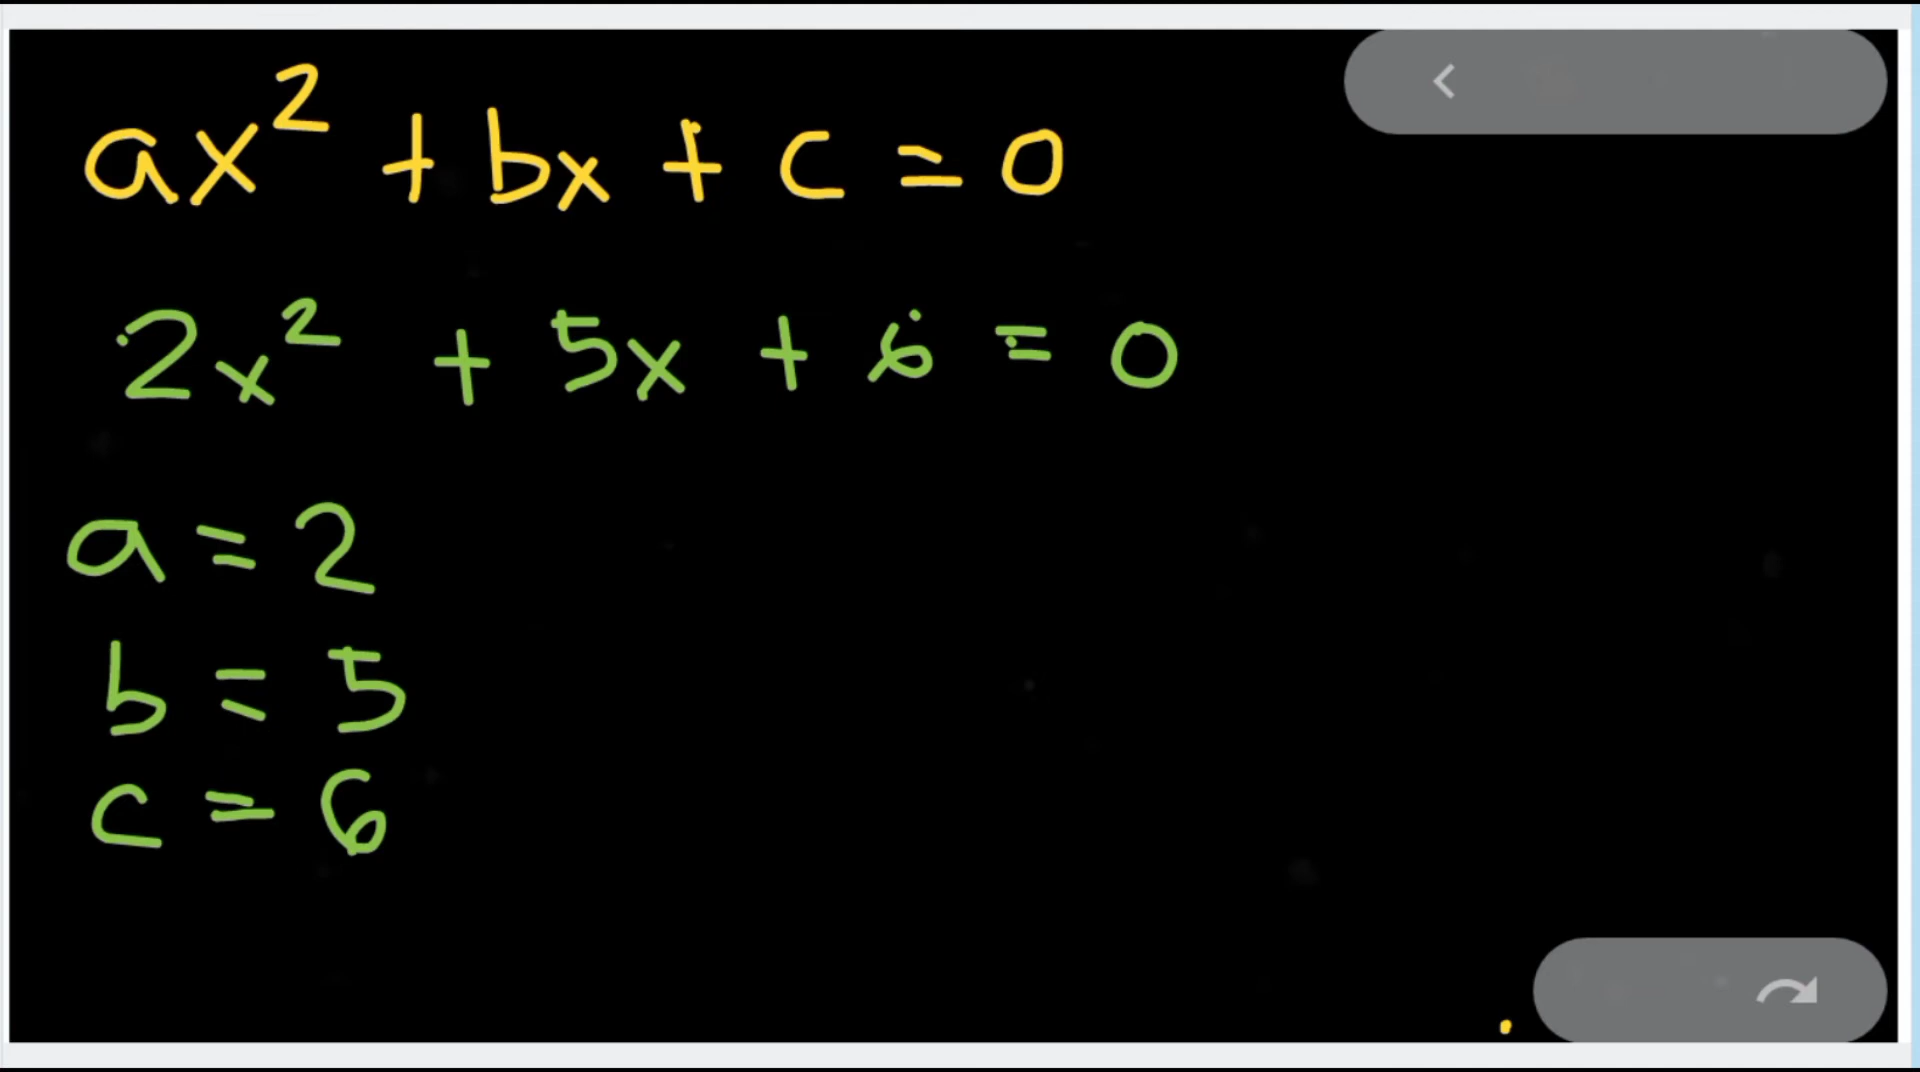 ax² + bx + c = 0
2x² + 5x + 6 = 0
a = 2
b = 5
c = 6